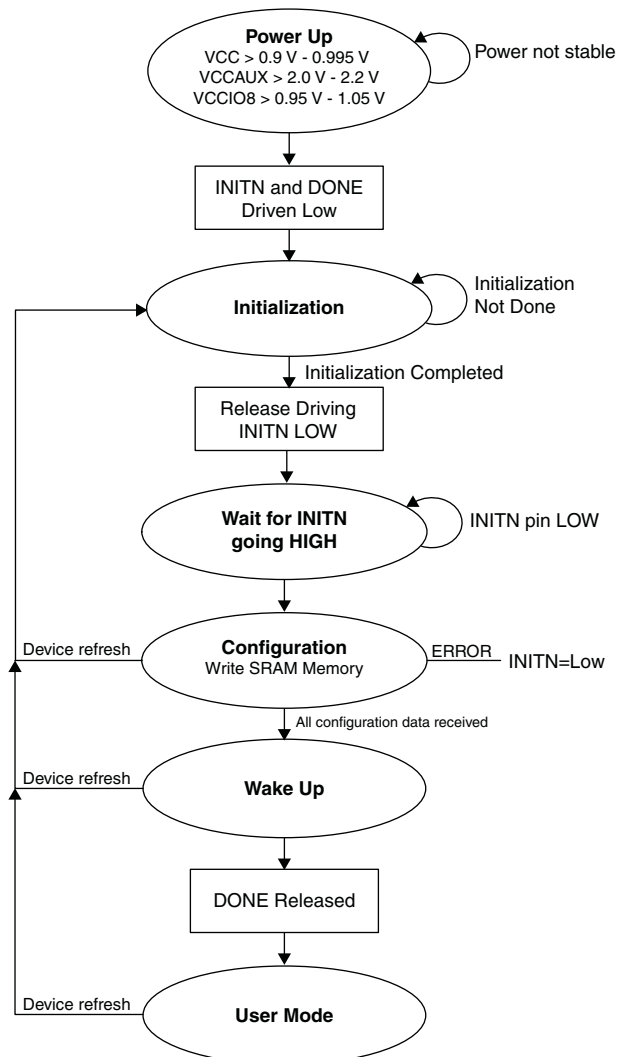 Power Up
VCC > 0.9 V - 0.995 V
VCCAUX > 2.0 V - 2.2 V
VCCIO8 > 0.95 V - 1.05 V
Power not stable
INITN and DONE
Driven Low
Initialization
Initialization
Not Done
Initialization Completed
Release Driving
INITN LOW
Wait for INITN
going HIGH
INITN pin LOW
Device refresh
Configuration
Write SRAM Memory
ERROR
INITN=Low
All configuration data received
Device refresh
Wake Up
DONE Released
Device refresh
User Mode